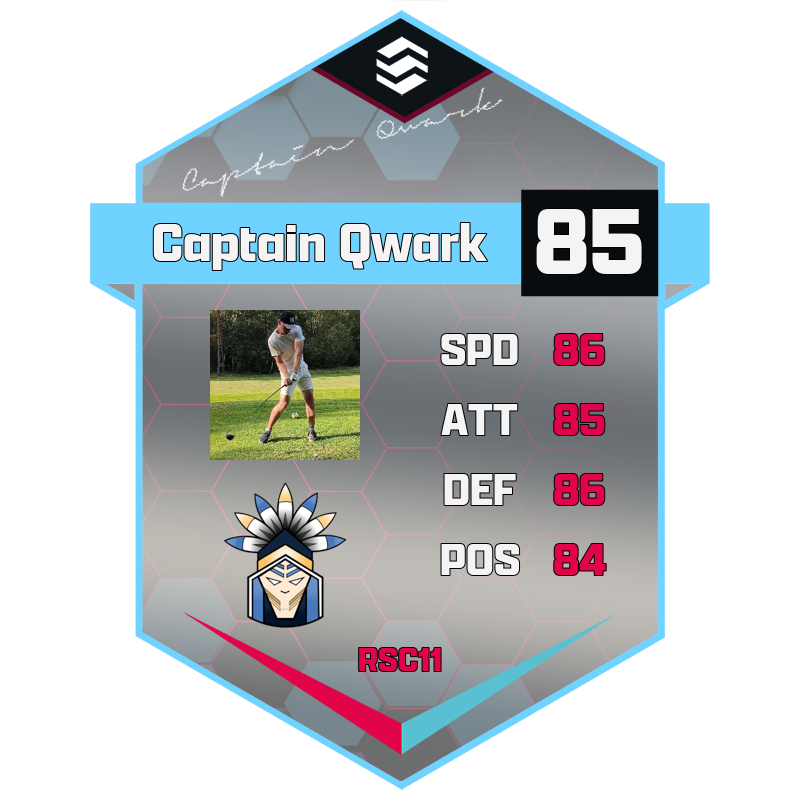 Captain Qwark
Captain Qwark 85
SPD 86
ATT 85
DEF 86
POS 84
RSC11